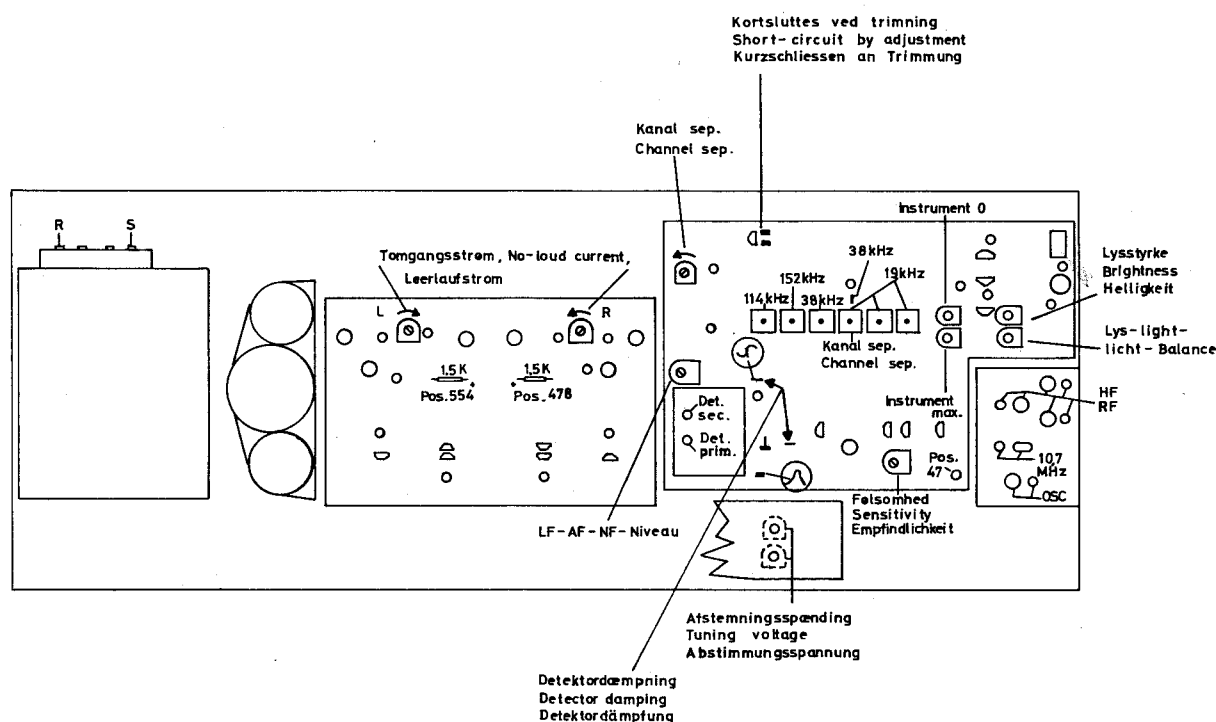 Kortsluttes ved trimning
Short-circuit by adjustment
Kurzschliessen an Trimmung
Kanal sep.
Channel sep.
R
S
Instrument 0
Tomgangsstrøm, No-loud current,
Leerlaufstrom
L
R
38kHz
19kHz
152kHz
114kHz
38kHz
Kanal sep.
Channel sep.
Lysstyrke
Brightness
Helligkeit
Lys-light-
licht-Balance
1,5K
Pos.554
1,5K
Pos.478
Det.
sec.
Det.
prim.
Instrument
max.
HF
RF
Pos.
47
10,7
MHz
OSC
Følsomhed
Sensitivity
Empfindlichkeit
LF-AF-NF-Niveau
Afstemningsspænding
Tuning voltage
Abstimmungsspannung
Detektordæmpning
Detector damping
Detektordämpfung